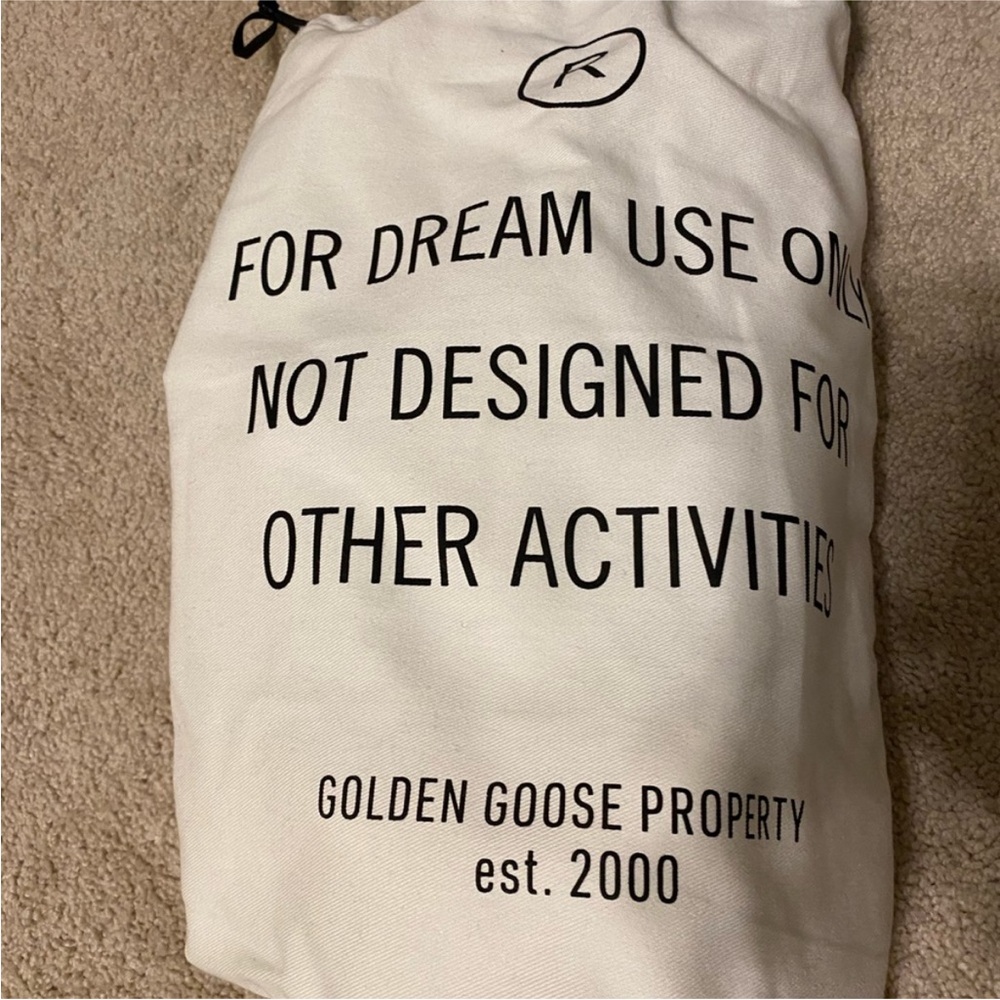 R
FOR DREAM USE ONLY
NOT DESIGNED FOR
OTHER ACTIVITIES
GOLDEN GOOSE PROPERTY
est. 2000